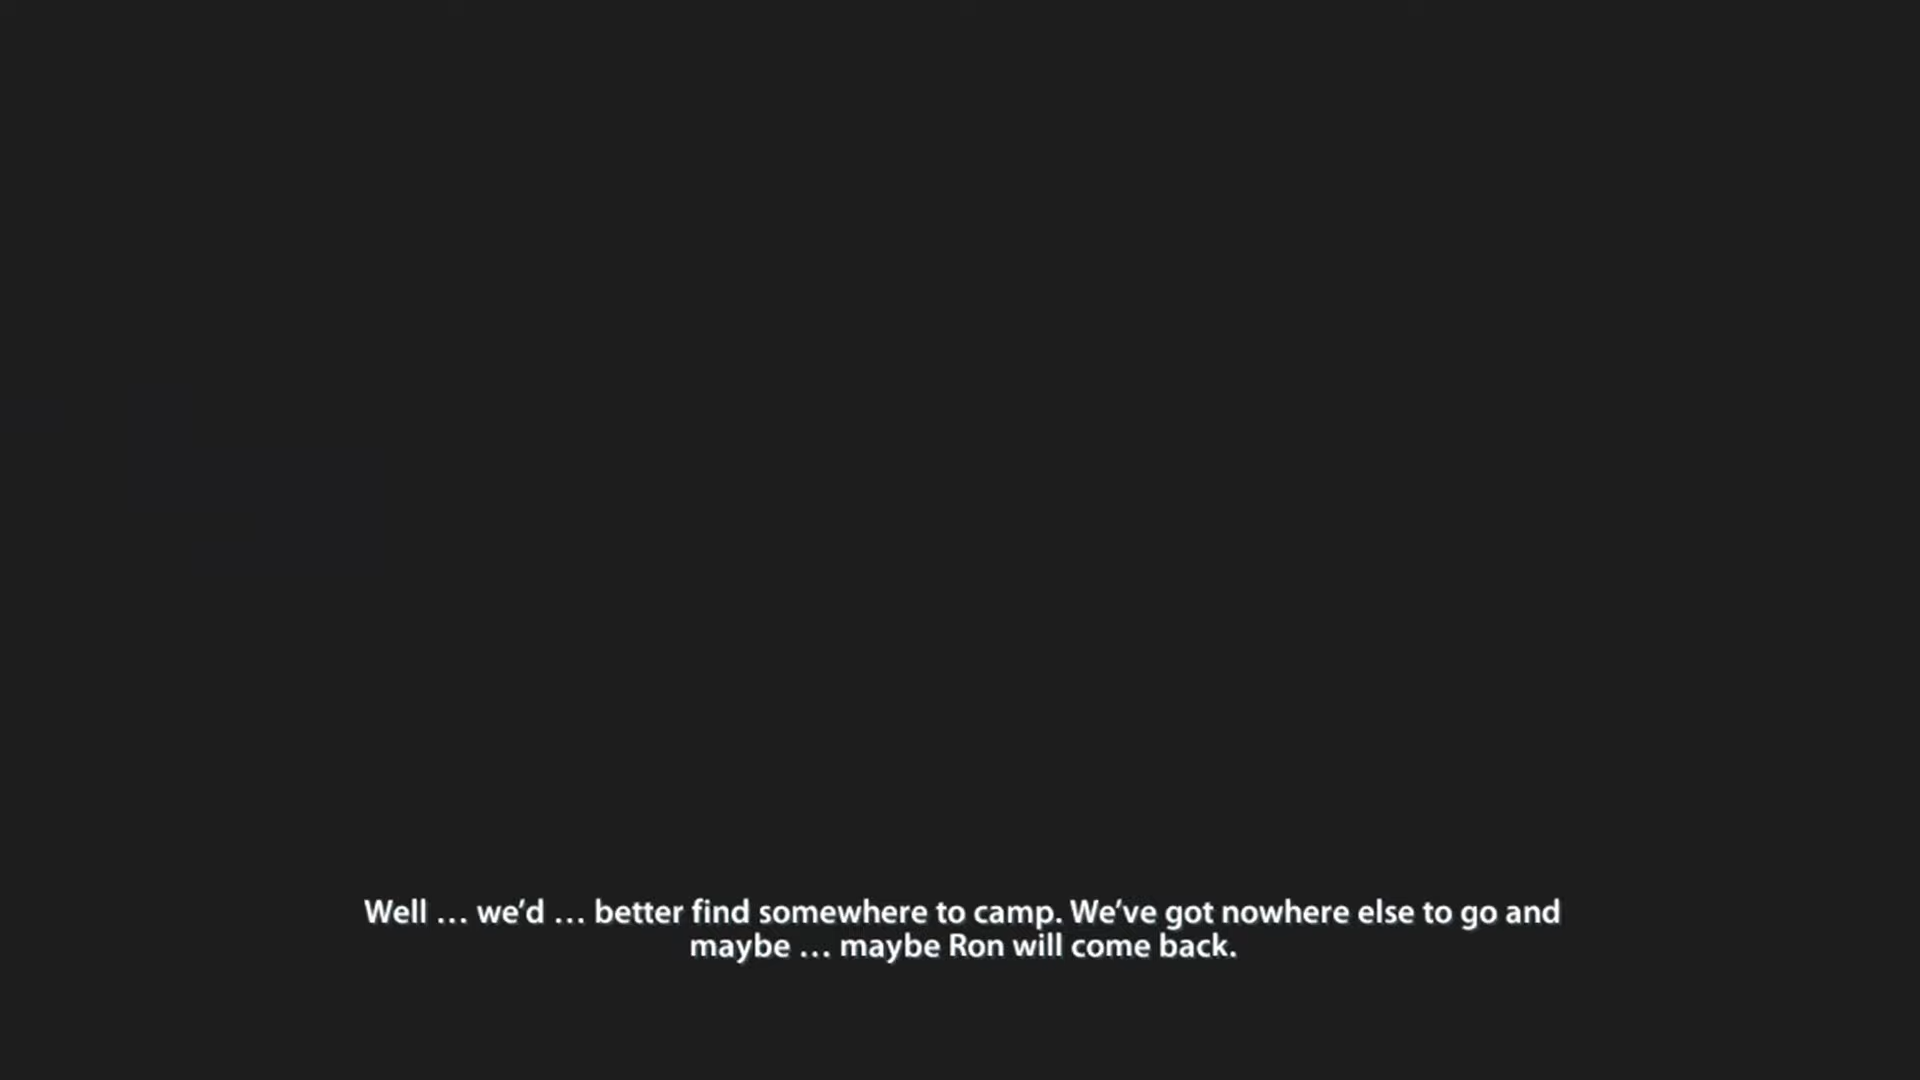 Well … we’d … better find somewhere to camp. We’ve got nowhere else to go and
maybe … maybe Ron will come back.